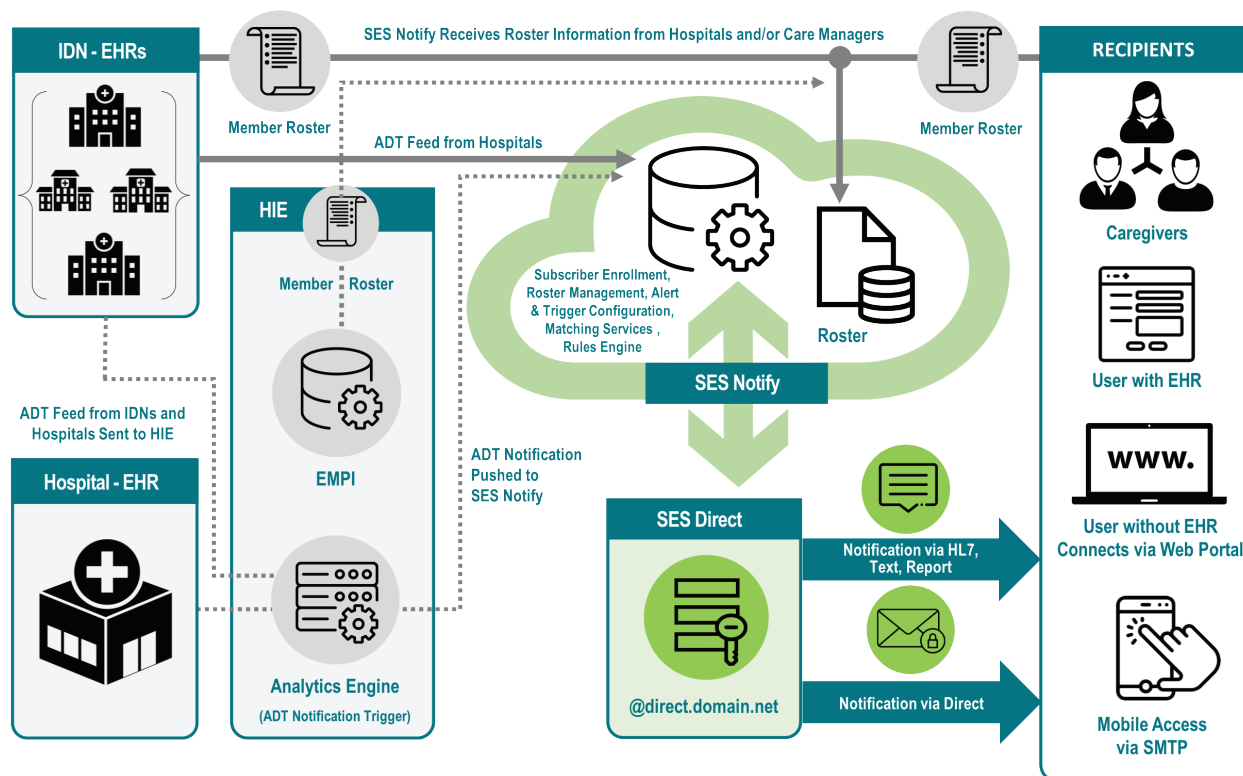 IDN - EHRs
SES Notify Receives Roster Information from Hospitals and/or Care Managers
RECIPIENTS
Member Roster
Member Roster
ADT Feed from Hospitals
HIE
Member Roster
EMPI
Analytics Engine
(ADT Notification Trigger)
ADT Feed from IDNs and
Hospitals Sent to HIE
Hospital - EHR
Subscriber Enrollment,
Roster Management, Alert
& Trigger Configuration,
Matching Services ,
Rules Engine
Roster
SES Notify
ADT Notification
Pushed to
SES Notify
SES Direct
@direct.domain.net
Notification via HL7,
Text, Report
Notification via Direct
Caregivers
User with EHR
www.
User without EHR
Connects via Web Portal
Mobile Access
via SMTP